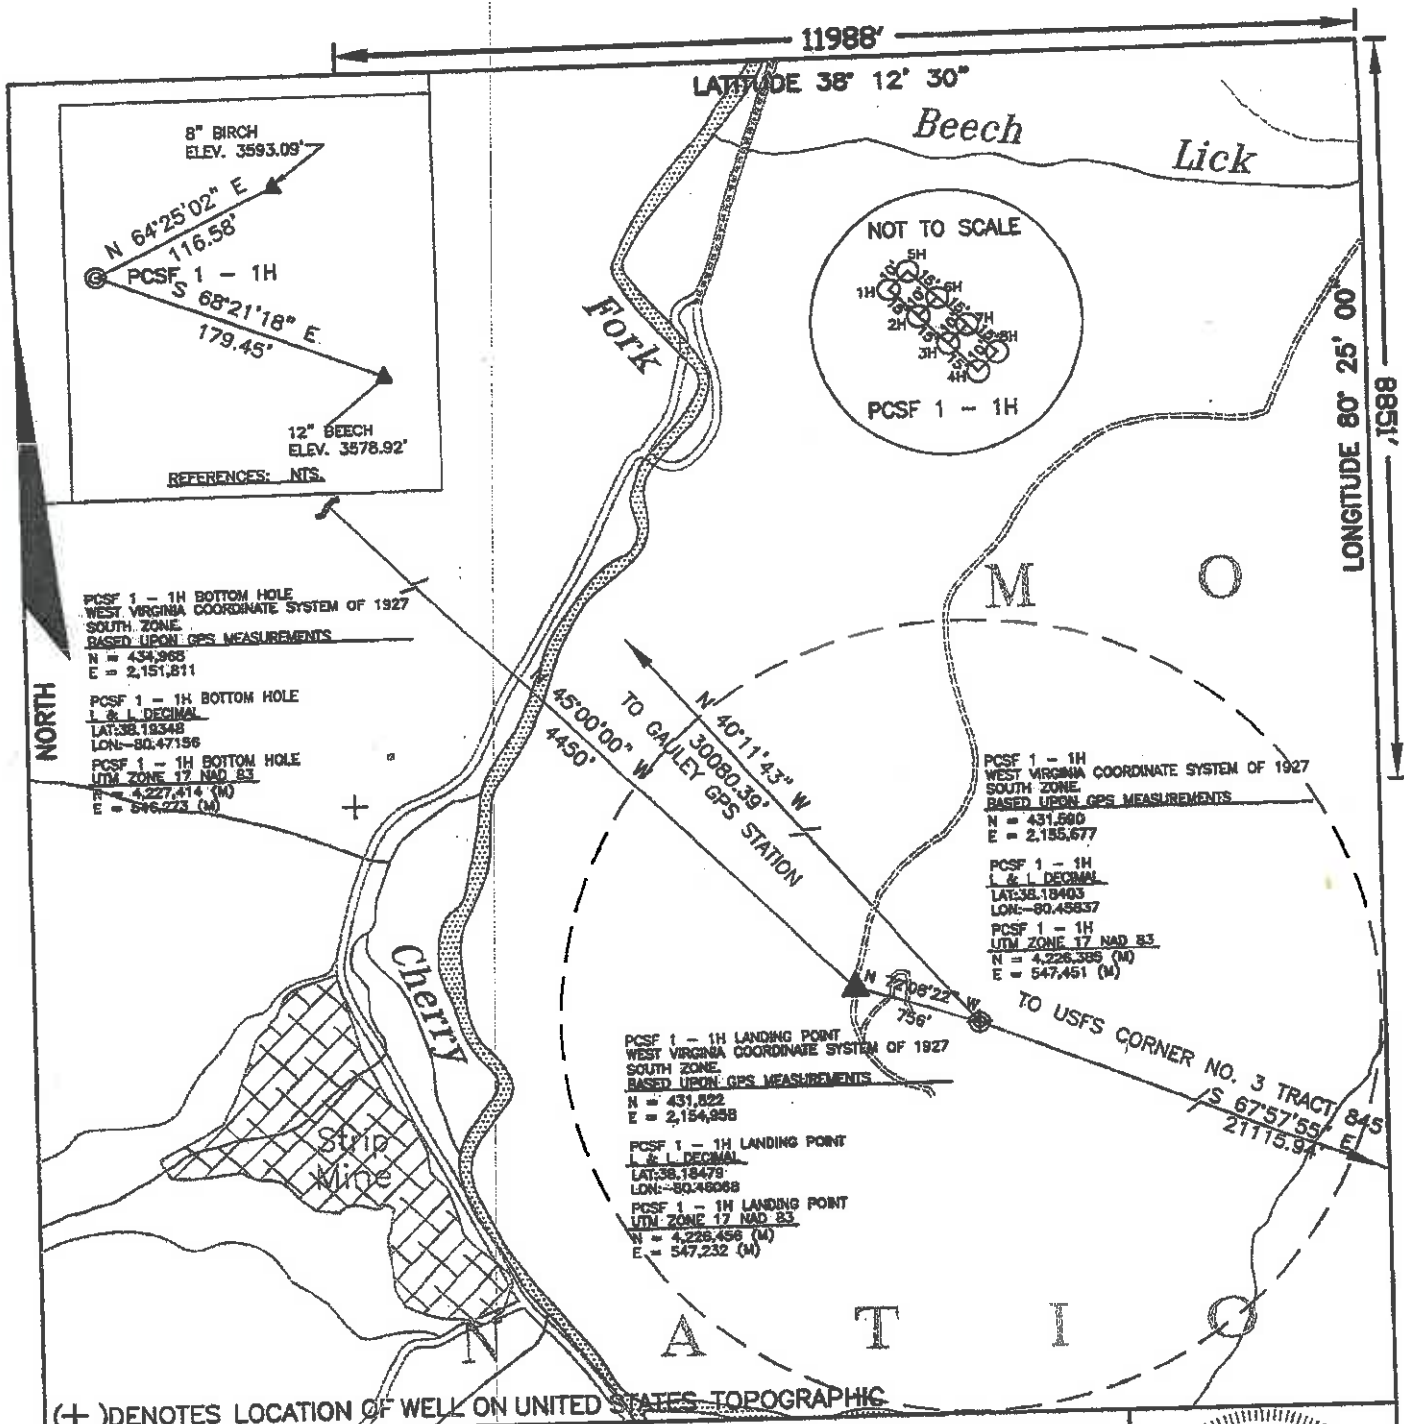 11988'
LATITUDE 38° 12' 30"
8" BIRCH
ELEV. 3593.09'
N 64°25'02" E
116.58'
PCSF 1 - 1H
S 68°21'18" E
179.45'
12" BEECH
ELEV. 3578.92'
REFERENCES: NTS.
Beech
Lick
NOT TO SCALE
5H
1H
10'
15'
6H
10'
15'
15'
2H
7H
10'
15'
15'
3H
8H
15'
10'
4H
PCSF 1 - 1H
Fork
LONGITUDE 80° 25' 00"
8851'
M O
NORTH
PCSF 1 - 1H BOTTOM HOLE
WEST VIRGINIA COORDINATE SYSTEM OF 1927
SOUTH ZONE.
BASED UPON GPS MEASUREMENTS
N = 434,968
E = 2,151,811
PCSF 1 - 1H BOTTOM HOLE
L & L DECIMAL
LAT:38.19348
LON:-80.47156
PCSF 1 - 1H BOTTOM HOLE
UTM ZONE 17 NAD 83
N = 4,227,414 (M)
E = 546,273 (M)
N 45°00'00" W
4450'
TO GAULEY GPS STATION
N 40°11'43" W
30080.39'
PCSF 1 - 1H
WEST VIRGINIA COORDINATE SYSTEM OF 1927
SOUTH ZONE.
BASED UPON GPS MEASUREMENTS
N = 431,590
E = 2,155,677
PCSF 1 - 1H
L & L DECIMAL
LAT:38.18403
LON:-80.45837
PCSF 1 - 1H
UTM ZONE 17 NAD 83
N = 4,226,385 (M)
E = 547,451 (M)
Cherry
N 72°08'22" W
756'
TO USFS CORNER NO. 3 TRACT 845
S 67°57'55" E
21115.94'
PCSF 1 - 1H LANDING POINT
WEST VIRGINIA COORDINATE SYSTEM OF 1927
SOUTH ZONE.
BASED UPON GPS MEASUREMENTS
N = 431,822
E = 2,154,958
PCSF 1 - 1H LANDING POINT
L & L DECIMAL
LAT:38.18479
LON:-80.46068
PCSF 1 - 1H LANDING POINT
UTM ZONE 17 NAD 83
N = 4,226,456 (M)
E = 547,232 (M)
Strip
Mine
N A T I O
(+)DENOTES LOCATION OF WELL ON UNITED STATES TOPOGRAPHIC